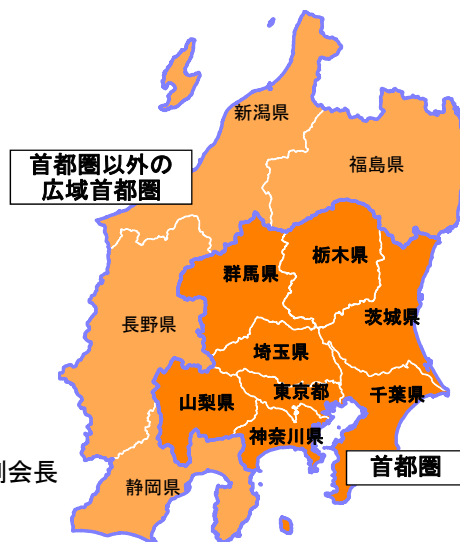 新潟県
福島県
首都圏以外の
広域首都圏
栃木県
群馬県
茨城県
長野県
埼玉県
東京都
千葉県
山梨県
神奈川県
首都圏
副会長
静岡県